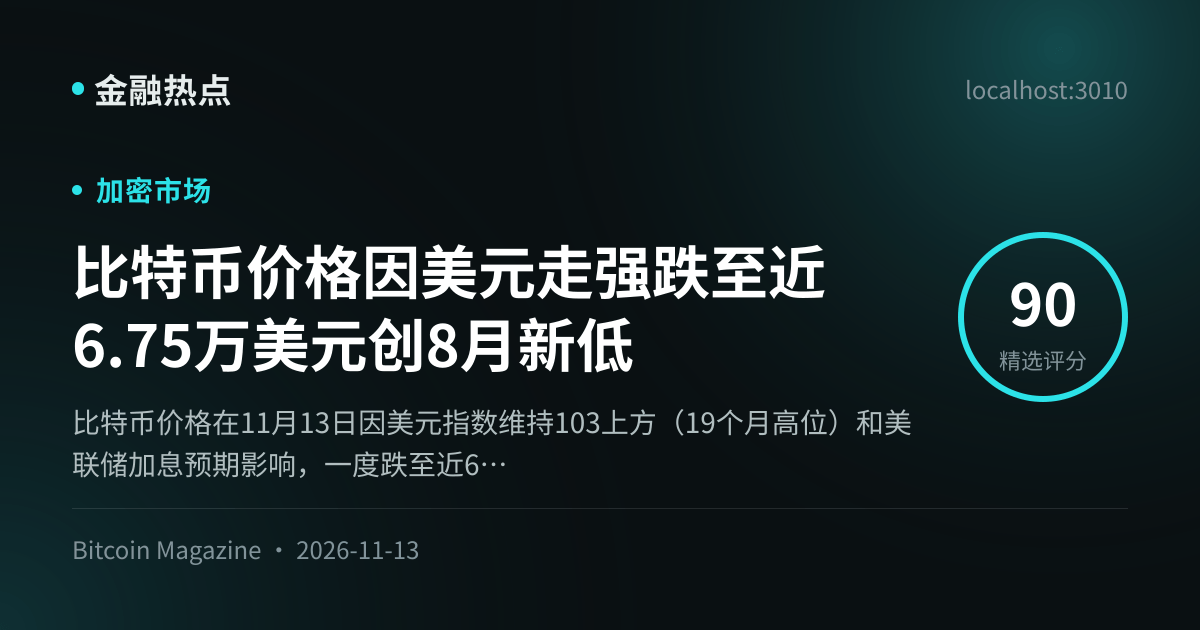 金融热点
localhost:3010
加密市场
比特币价格因美元走强跌至近
6.75万美元创8月新低
90
精选评分
比特币价格在11月13日因美元指数维持103上方（19个月高位）和美
联储加息预期影响，一度跌至近6…
Bitcoin Magazine · 2026-11-13